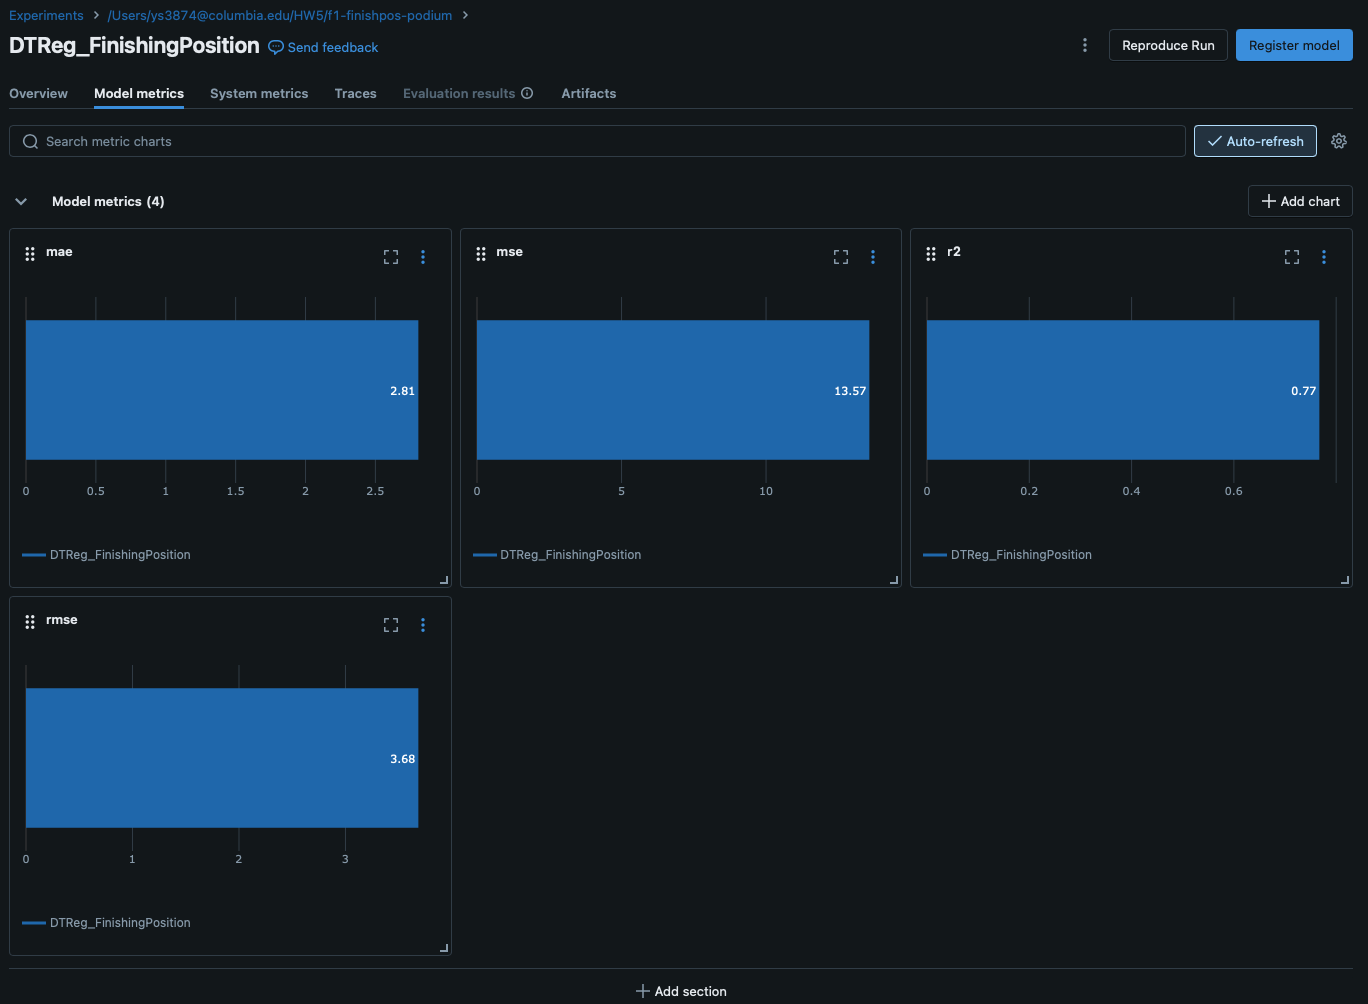 Experiments > /Users/ys3874@columbia.edu/HW5/f1-finishpos-podium >
DTReg_FinishingPosition Send feedback
Reproduce Run Register model
Overview Model metrics System metrics Traces Evaluation results Artifacts
Search metric charts
Auto-refresh
Model metrics (4)
Add chart
mae
2.81
0 0.5 1 1.5 2 2.5
DTReg_FinishingPosition
mse
13.57
0 5 10
DTReg_FinishingPosition
r2
0.77
0 0.2 0.4 0.6
DTReg_FinishingPosition
rmse
3.68
0 1 2 3
DTReg_FinishingPosition
Add section